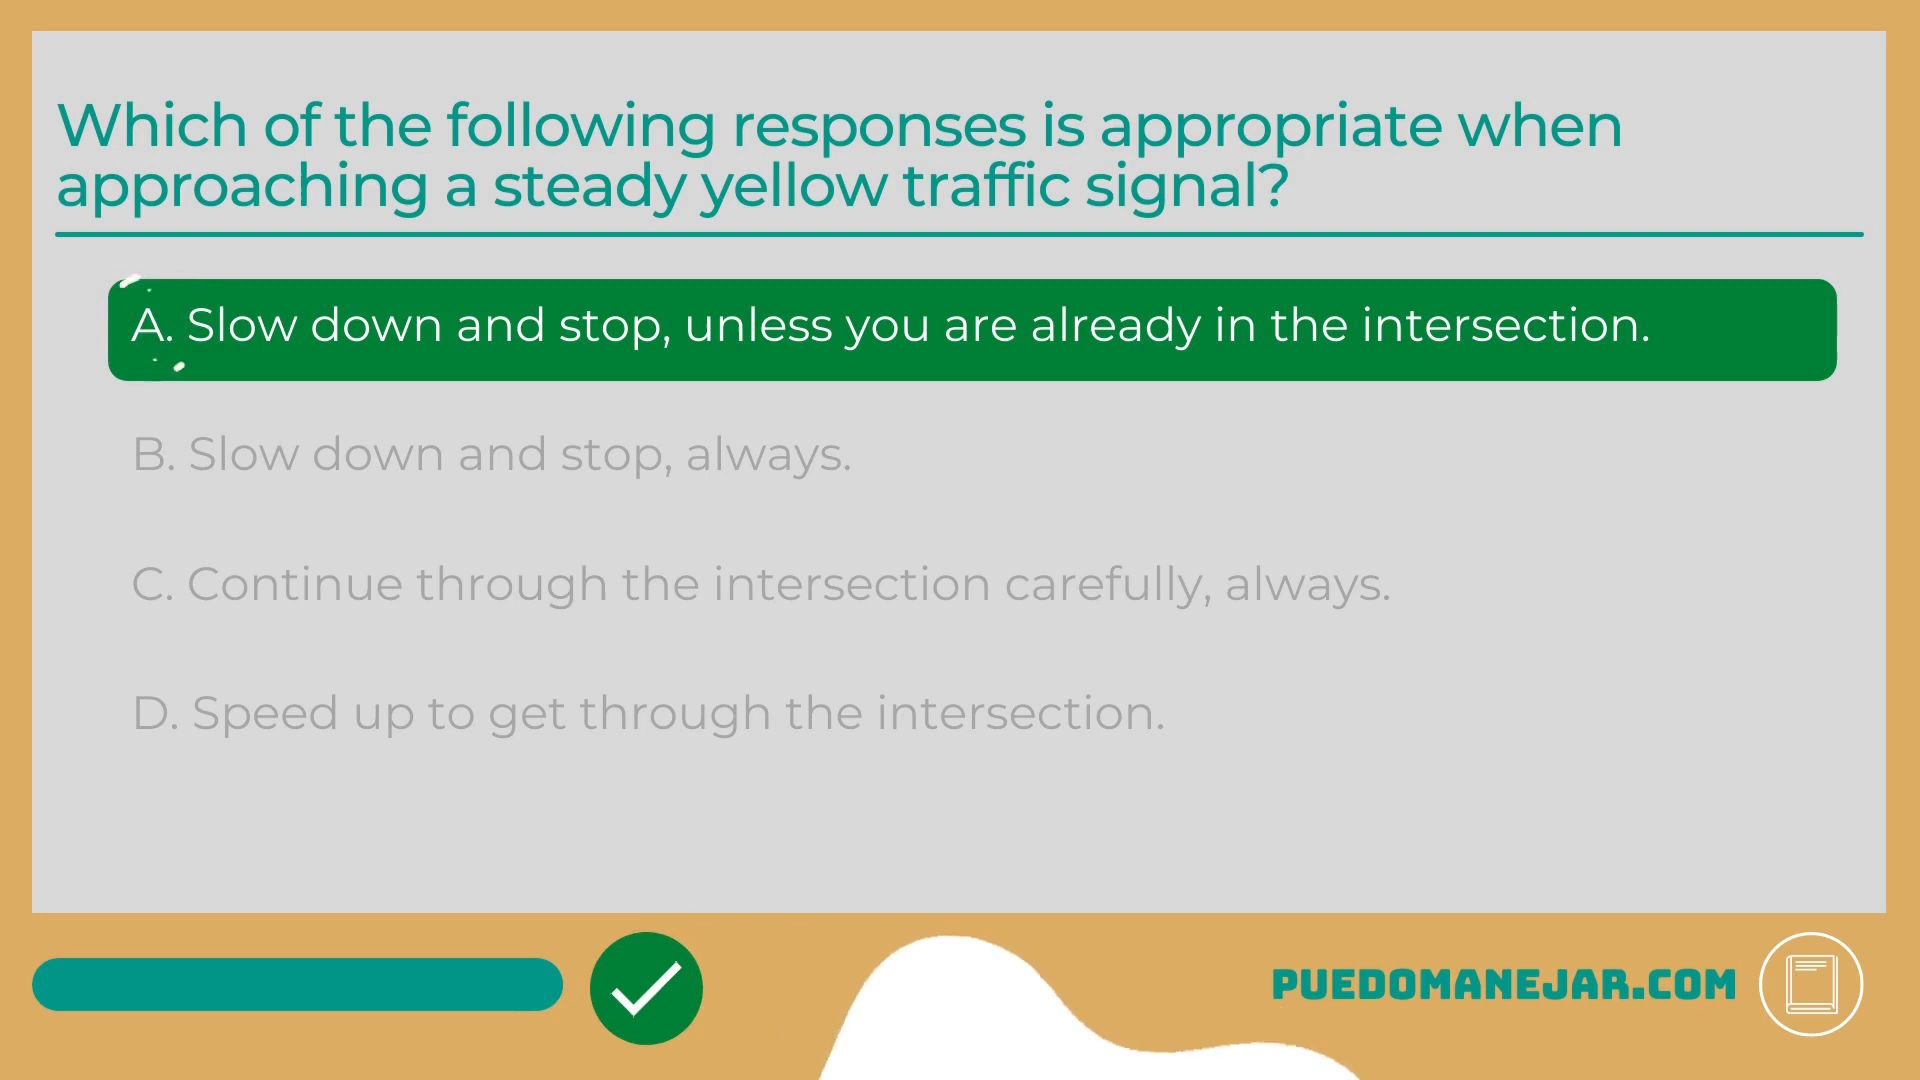 Which of the following responses is appropriate when
approaching a steady yellow traffic signal?
A. Slow down and stop, unless you are already in the intersection.
B. Slow down and stop, always.
C. Continue through the intersection carefully, always.
D. Speed up to get through the intersection.
PUEDOMANEJAR.COM